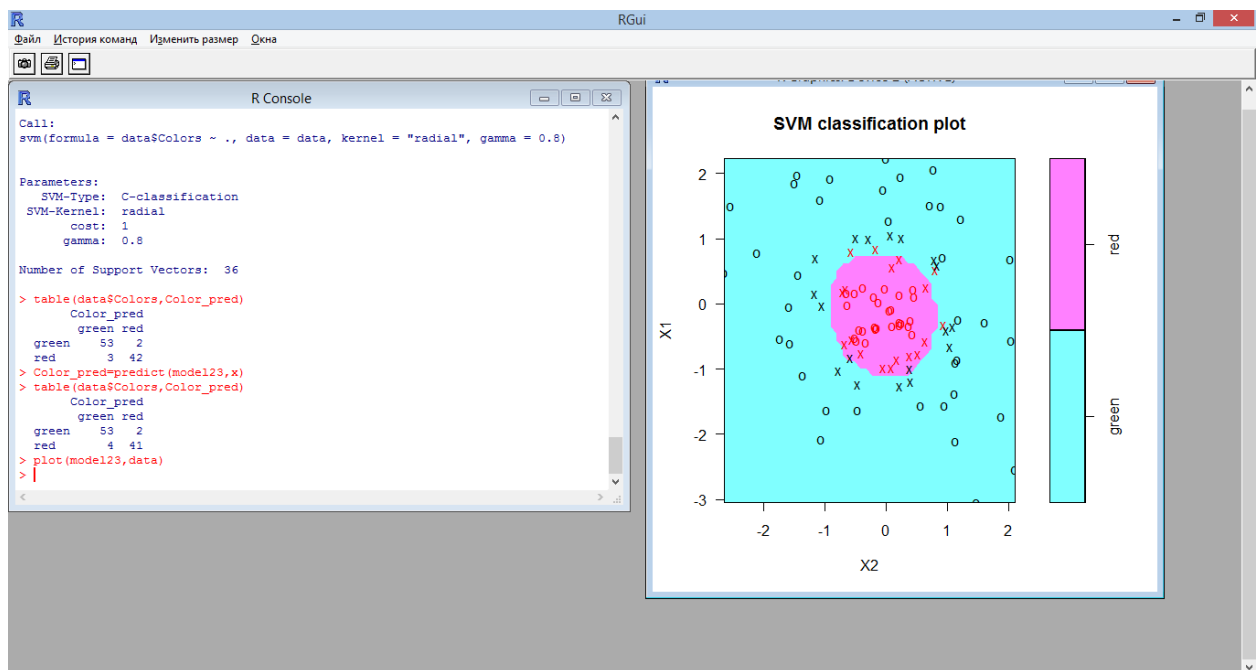 RGui
Файл История команд Изменить размер Окна
R Console
Call:
svm(formula = data$Colors ~ ., data = data, kernel = "radial", gamma = 0.8)
Parameters:
SVM-Type: C-classification
SVM-Kernel: radial
cost: 1
gamma: 0.8
Number of Support Vectors: 36
> table(data$Colors,Color_pred)
Color_pred
green red
green 53 2
red 3 42
> Color_pred=predict(model23,x)
> table(data$Colors,Color_pred)
Color_pred
green red
green 53 2
red 4 41
> plot(model23,data)
>
SVM classification plot
2
1
0
-1
-2
-3
X1
-2 -1 0 1 2
X2
red
green